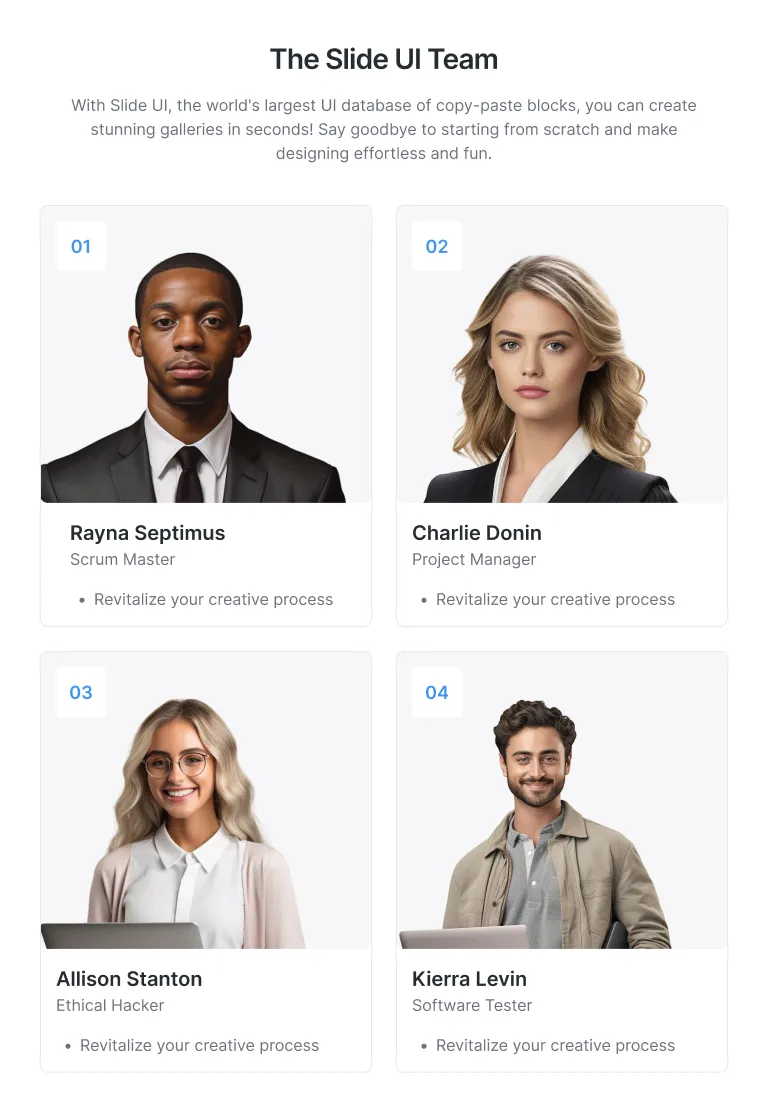 The Slide UI Team
With Slide UI, the world's largest UI database of copy-paste blocks, you can create
stunning galleries in seconds! Say goodbye to starting from scratch and make
designing effortless and fun.
01
02
Rayna Septimus
Scrum Master
• Revitalize your creative process
Charlie Donin
Project Manager
• Revitalize your creative process
03
04
Allison Stanton
Ethical Hacker
• Revitalize your creative process
Kierra Levin
Software Tester
• Revitalize your creative process